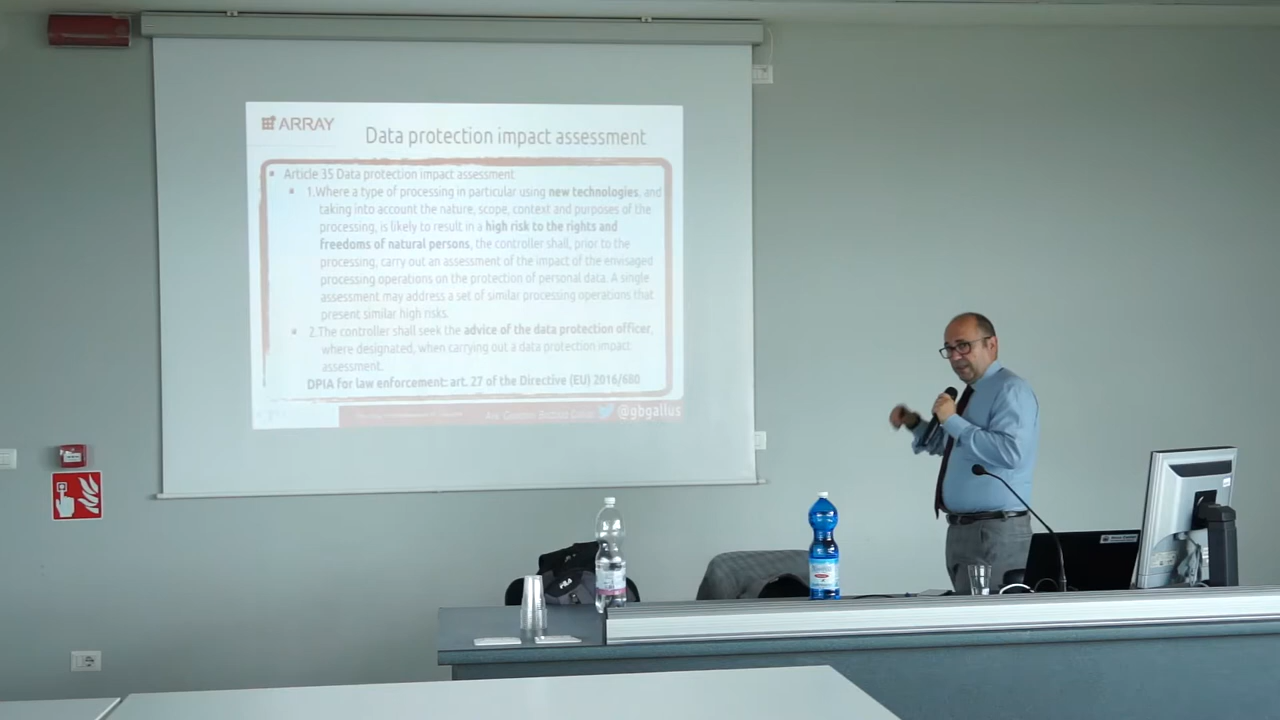 ARRAY
Data protection impact assessment
Article 35 Data protection impact assessment
1.Where a type of processing in particular using new technologies, and
taking into account the nature, scope, context and purposes of the
processing, is likely to result in a high risk to the rights and
freedoms of natural persons, the controller shall, prior to the
processing, carry out an assessment of the impact of the envisaged
processing operations on the protection of personal data. A single
assessment may address a set of similar processing operations that
present similar high risks.
2.The controller shall seek the advice of the data protection officer,
where designated, when carrying out a data protection impact
assessment.
DPIA for law enforcement: art. 27 of the Directive (EU) 2016/680
@gbgallus
FILA